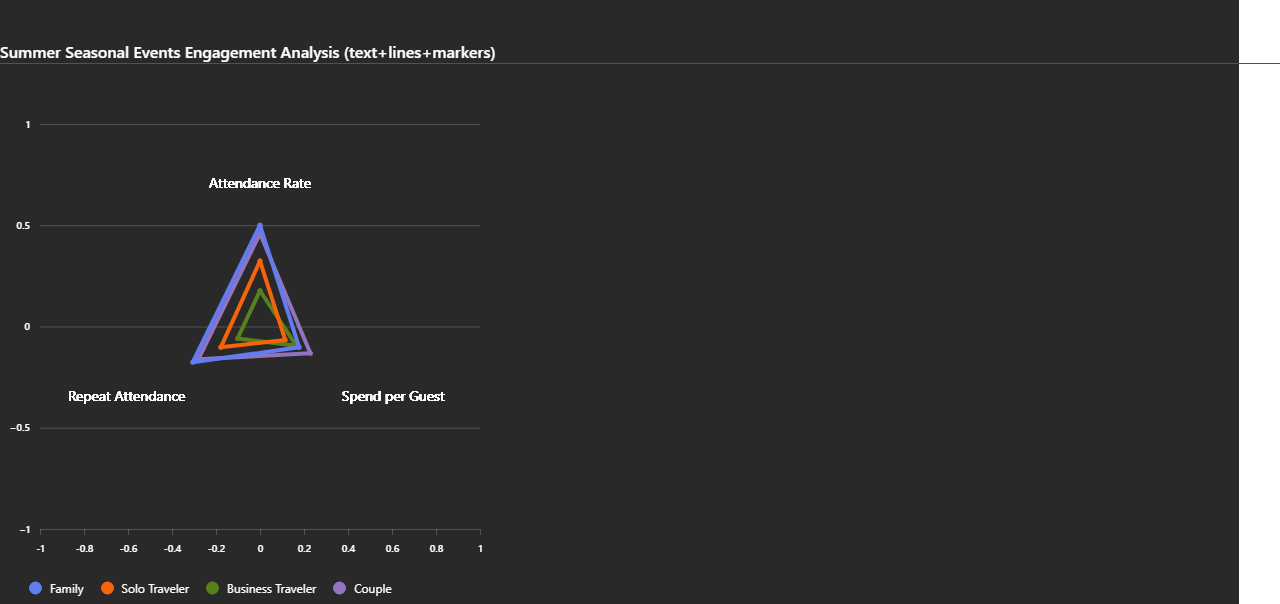 Summer Seasonal Events Engagement Analysis (text+lines+markers)
1
Attendance Rate
0.5
0
Repeat Attendance Spend per Guest
−0.5
−1
-1 -0.8 -0.6 -0.4 -0.2 0 0.2 0.4 0.6 0.8 1
Family Solo Traveler Business Traveler Couple